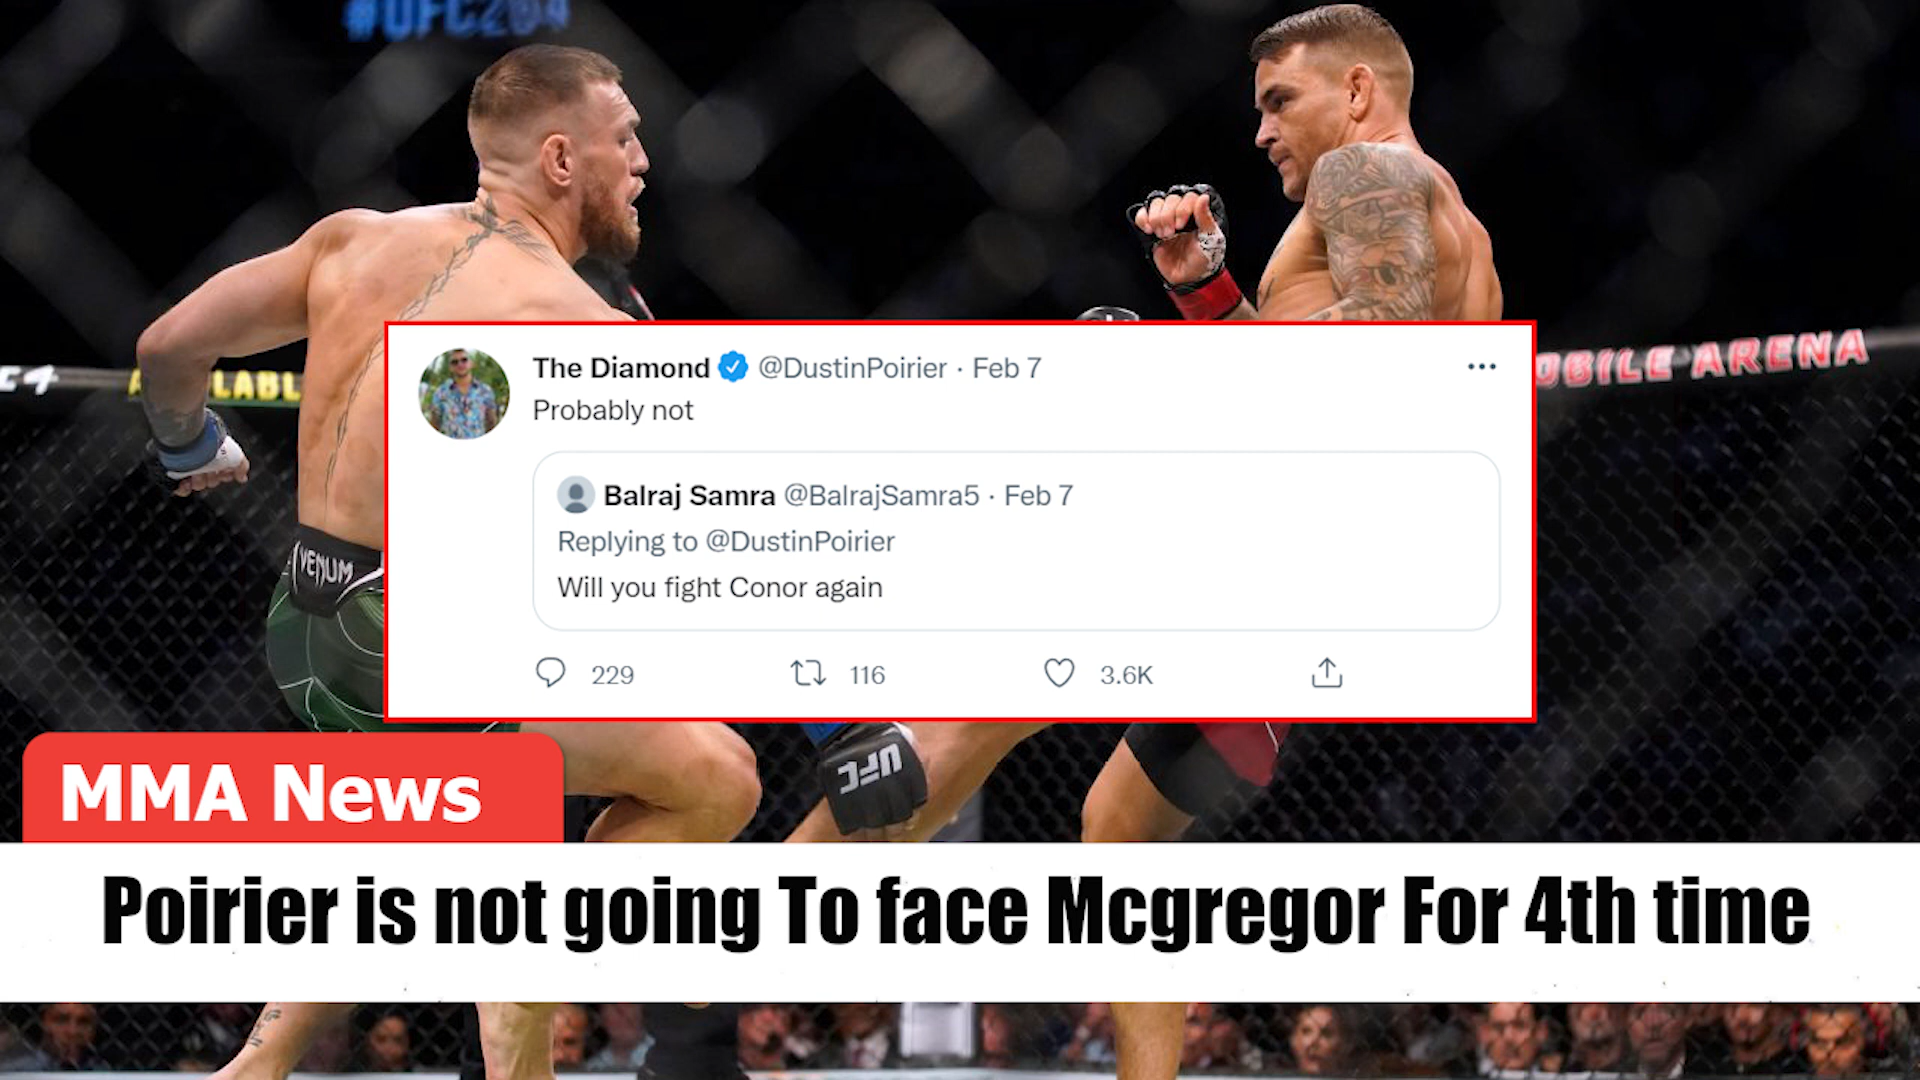 #UFC264
The Diamond @DustinPoirier · Feb 7
Probably not
Balraj Samra @BalrajSamra5 · Feb 7
Replying to @DustinPoirier
Will you fight Conor again
229 116 3.6K
VENUM
UFC
ARENA
MMA News
Poirier is not going To face Mcgregor For 4th time